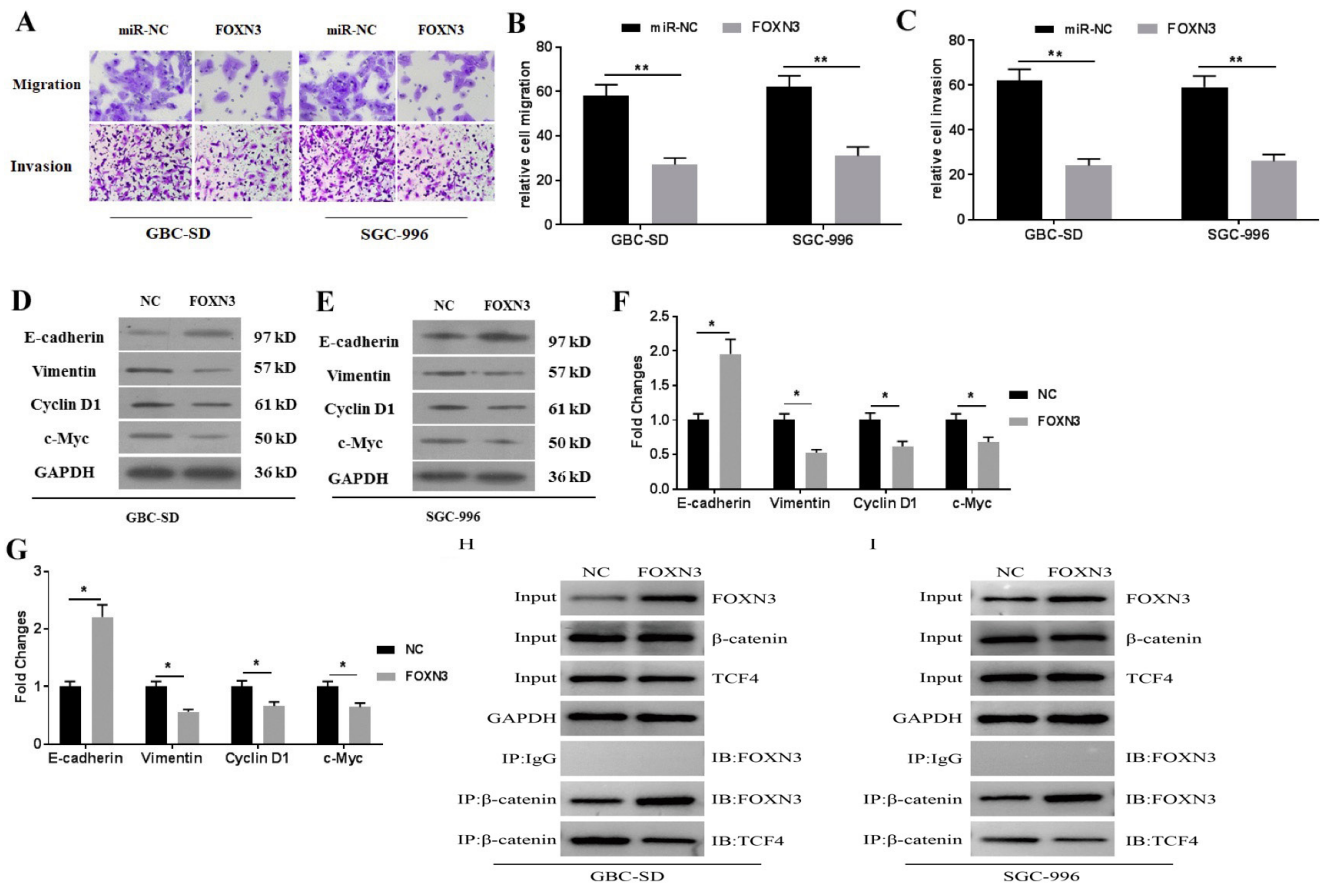 A
miR-NC FOXN3 miR-NC FOXN3
Migration
Invasion
GBC-SD SGC-996
B
miR-NC FOXN3
relative cell migration
80
60
40
20
0
** **
GBC-SD SGC-996
C
miR-NC FOXN3
relative cell invasion
80
60
40
20
0
** **
GBC-SD SGC-996
D
NC FOXN3
E-cadherin 97 kD
Vimentin 57 kD
Cyclin D1 61 kD
c-Myc 50 kD
GAPDH 36 kD
GBC-SD
E
NC FOXN3
E-cadherin 97 kD
Vimentin 57 kD
Cyclin D1 61 kD
c-Myc 50 kD
GAPDH 36 kD
SGC-996
F
Fold Changes
2.5
2.0
1.5
1.0
0.5
0.0
* * * *
NC
FOXN3
E-cadherin Vimentin Cyclin D1 c-Myc
G
Fold Changes
3
2
1
0
* * * *
NC
FOXN3
E-cadherin Vimentin Cyclin D1 c-Myc
H
NC FOXN3
Input FOXN3
Input β-catenin
Input TCF4
GAPDH
IP:IgG IB:FOXN3
IP:β-catenin IB:FOXN3
IP:β-catenin IB:TCF4
GBC-SD
I
NC FOXN3
Input FOXN3
Input β-catenin
Input TCF4
GAPDH
IP:IgG IB:FOXN3
IP:β-catenin IB:FOXN3
IP:β-catenin IB:TCF4
SGC-996